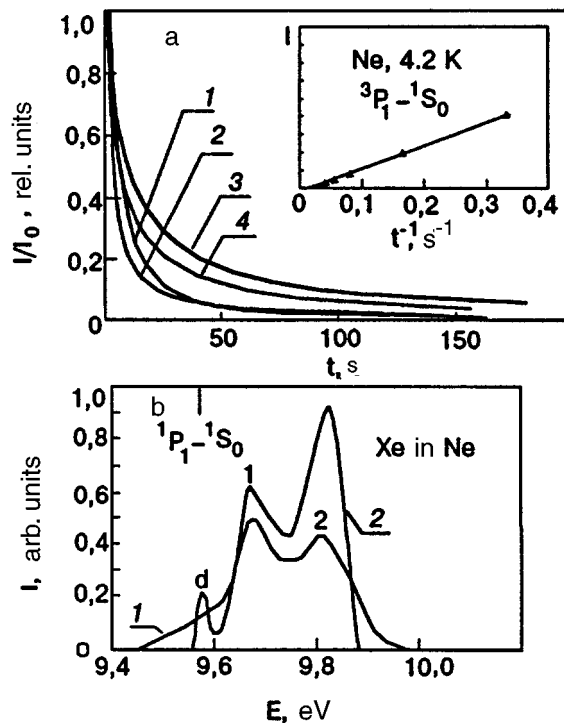 a
1,0
0,8
0,6
0,4
0,2
0
I/I₀ , rel. units
1
2
3
4
50
100
150
t, s
I
Ne, 4.2 K
³P₁–¹S₀
0
0,1
0,2
0,3
0,4
t⁻¹, s⁻¹
b
¹P₁–¹S₀
Xe in Ne
1,0
0,8
0,6
0,4
0,2
0
I, arb. units
1
d
1
2
2
9,4
9,6
9,8
10,0
E, eV